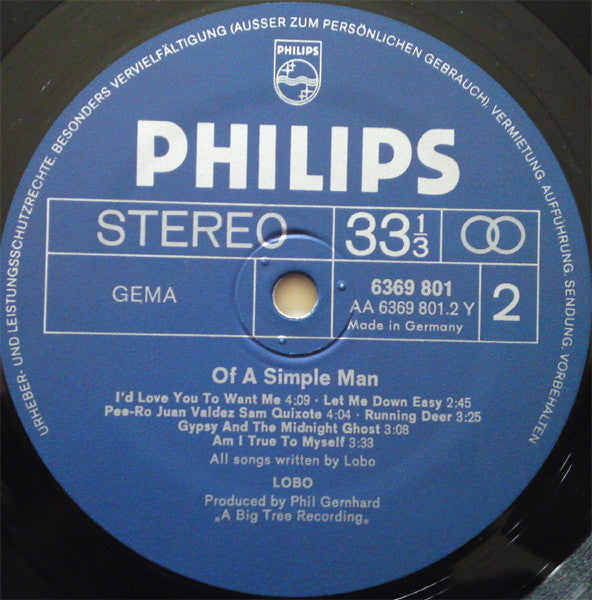 URHEBER- UND LEISTUNGSSCHUTZRECHTE, BESONDERS VERVIELFÄLTIGUNG (AUSSER ZUM PERSÖNLICHEN GEBRAUCH), VERMIETUNG, AUFFÜHRUNG, SENDUNG, VORBEHALTEN
PHILIPS
PHILIPS
STEREO 33 1/3
GEMA
6369 801
AA 6369 801.2 Y
Made in Germany
2
Of A Simple Man
I'd Love You To Want Me 4:09 · Let Me Down Easy 2:45
Pee-Ro Juan Valdez Sam Quixote 4:04 · Running Deer 3:25
Gypsy And The Midnight Ghost 3:08
Am I True To Myself 3:33
All songs written by Lobo
LOBO
Produced by Phil Gernhard
„A Big Tree Recording„